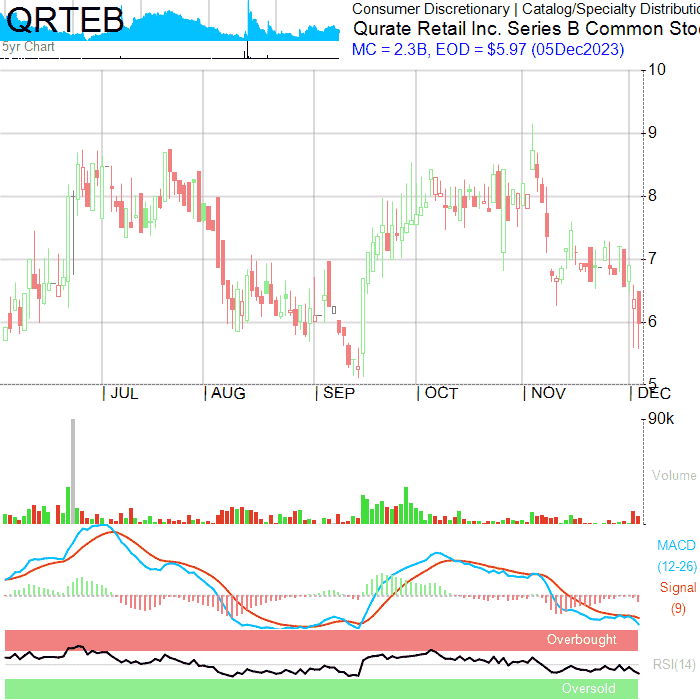 QRTEB
5yr Chart
Consumer Discretionary | Catalog/Specialty Distributio
Qurate Retail Inc. Series B Common Sto
MC = 2.3B, EOD = $5.97 (05Dec2023)
10
9
8
7
6
5
| JUL | AUG | SEP | OCT | NOV | DEC
90k
Volume
MACD
(12-26)
Signal
(9)
Overbought
RSI(14)
Oversold